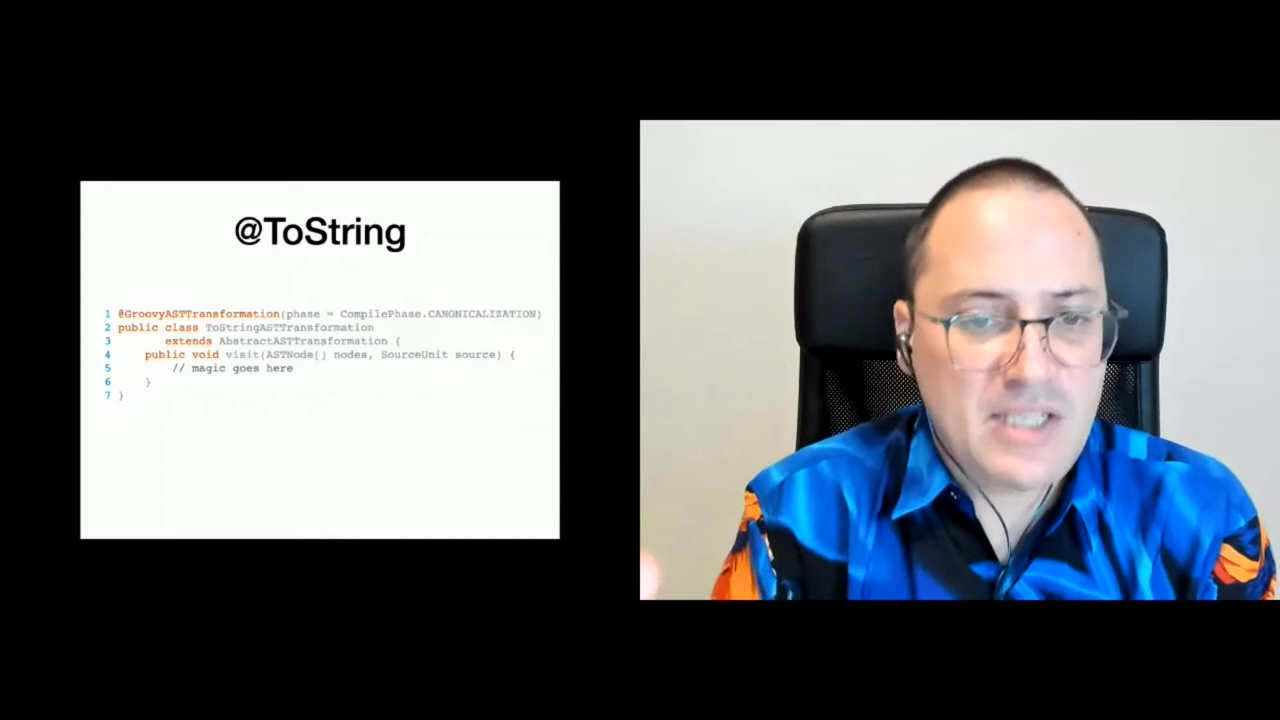 @ToString
1 @GroovyASTTransformation(phase = CompilePhase.CANONICALIZATION)
2 public class ToStringASTTransformation
3 extends AbstractASTTransformation {
4 public void visit(ASTNode[] nodes, SourceUnit source) {
5 // magic goes here
6 }
7 }